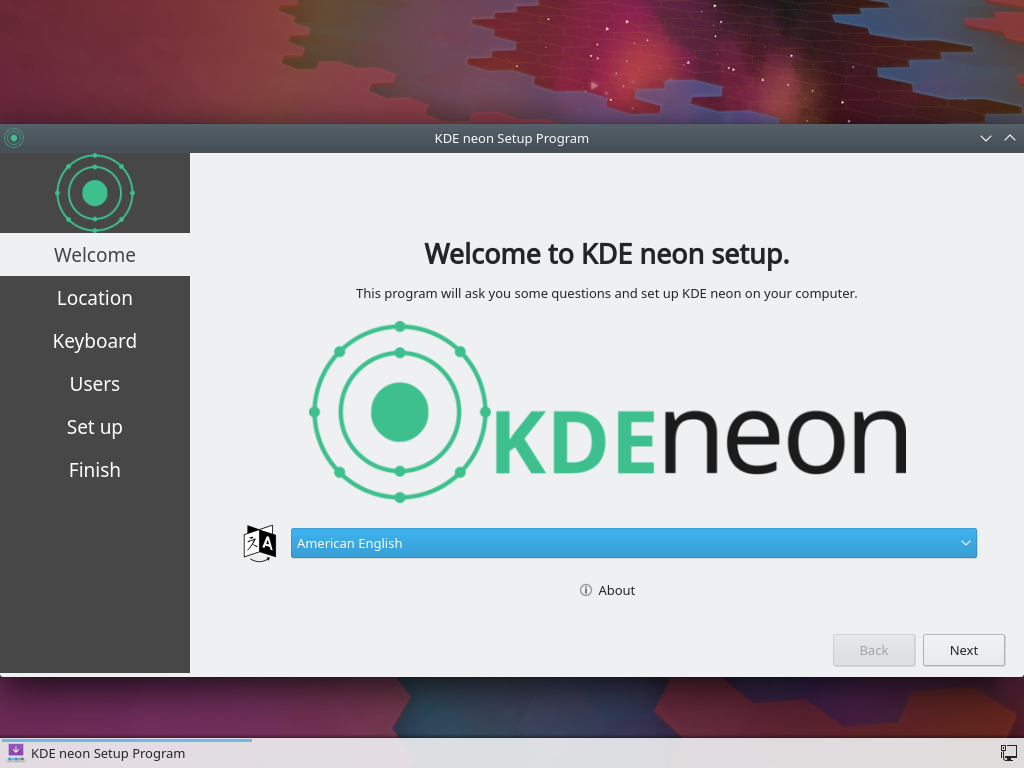 KDE neon Setup Program
Welcome
Location
Keyboard
Users
Set up
Finish
Welcome to KDE neon setup.
This program will ask you some questions and set up KDE neon on your computer.
KDEneon
American English
About
Back
Next
KDE neon Setup Program